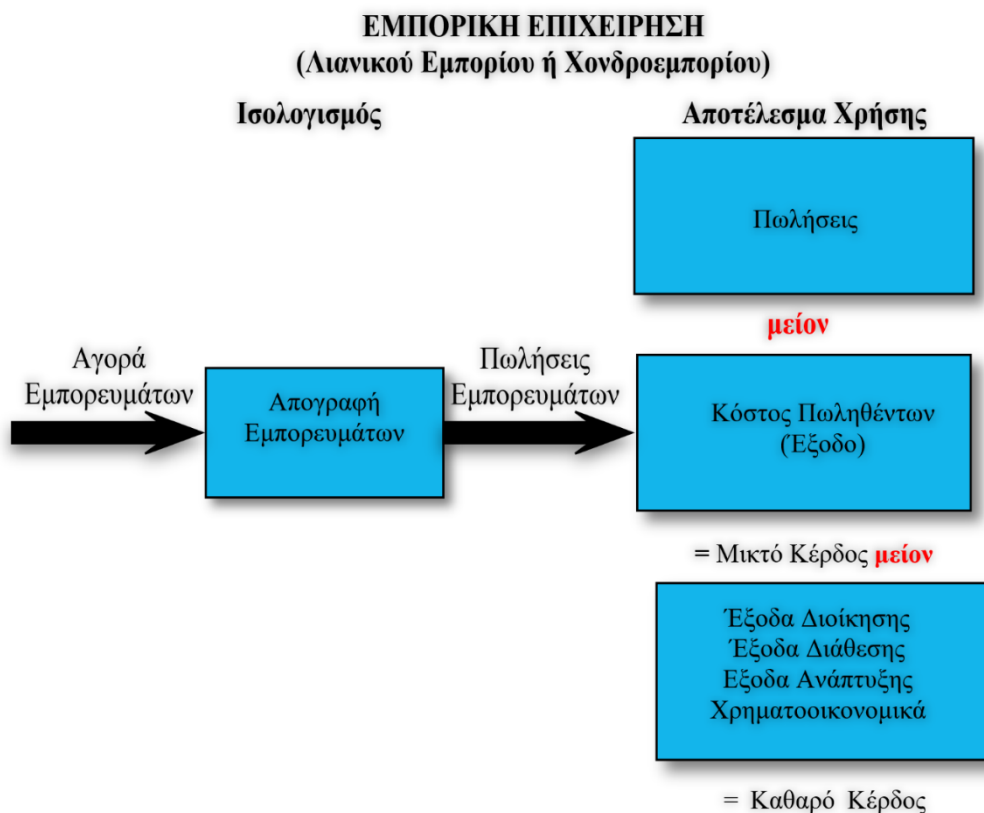 ΕΜΠΟΡΙΚΗ ΕΠΙΧΕΙΡΗΣΗ
(Λιανικού Εμπορίου ή Χονδροεμπορίου)
Ισολογισμός
Αποτέλεσμα Χρήσης
Πωλήσεις
μείον
Αγορά
Εμπορευμάτων
Απογραφή
Εμπορευμάτων
Πωλήσεις
Εμπορευμάτων
Κόστος Πωληθέντων
(Έξοδο)
= Μικτό Κέρδος μείον
Έξοδα Διοίκησης
Έξοδα Διάθεσης
Εξοδα Ανάπτυξης
Χρηματοοικονομικά
= Καθαρό Κέρδος